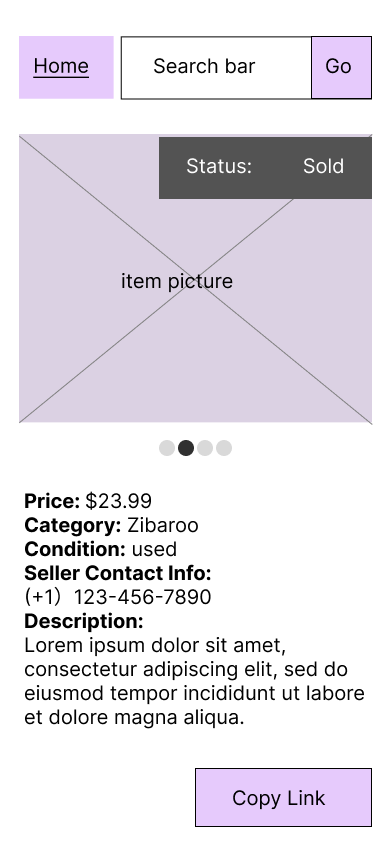 Home Search bar Go
Status: Sold
item picture
Price: $23.99
Category: Zibaroo
Condition: used
Seller Contact Info:
(+1） 123-456-7890
Description:
Lorem ipsum dolor sit amet,
consectetur adipiscing elit, sed do
eiusmod tempor incididunt ut labore
et dolore magna aliqua.
Copy Link